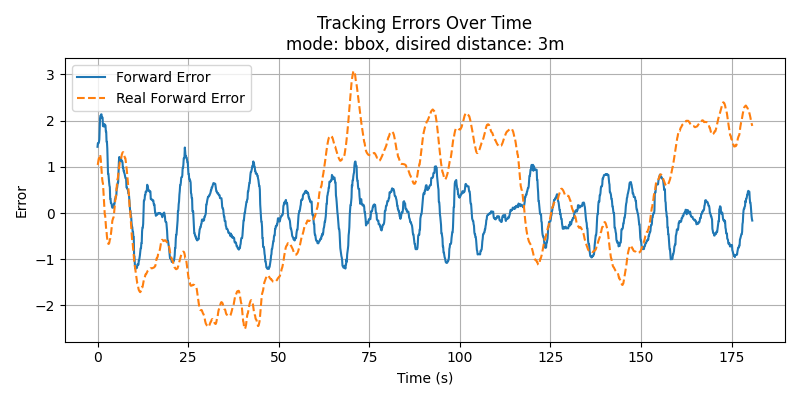 Tracking Errors Over Time
mode: bbox, disired distance: 3m
Forward Error
Real Forward Error
Error
3
2
1
0
−1
−2
0 25 50 75 100 125 150 175
Time (s)